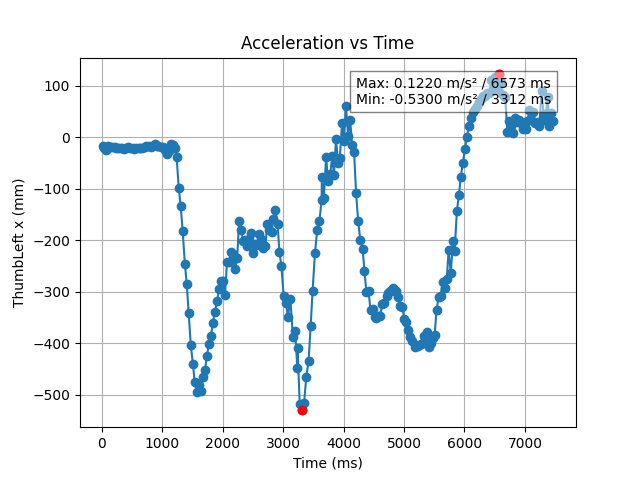 Acceleration vs Time
Max: 0.1220 m/s² / 6573 ms
Min: -0.5300 m/s² / 3312 ms
ThumbLeft x (mm)
100
0
−100
−200
−300
−400
−500
0 1000 2000 3000 4000 5000 6000 7000
Time (ms)